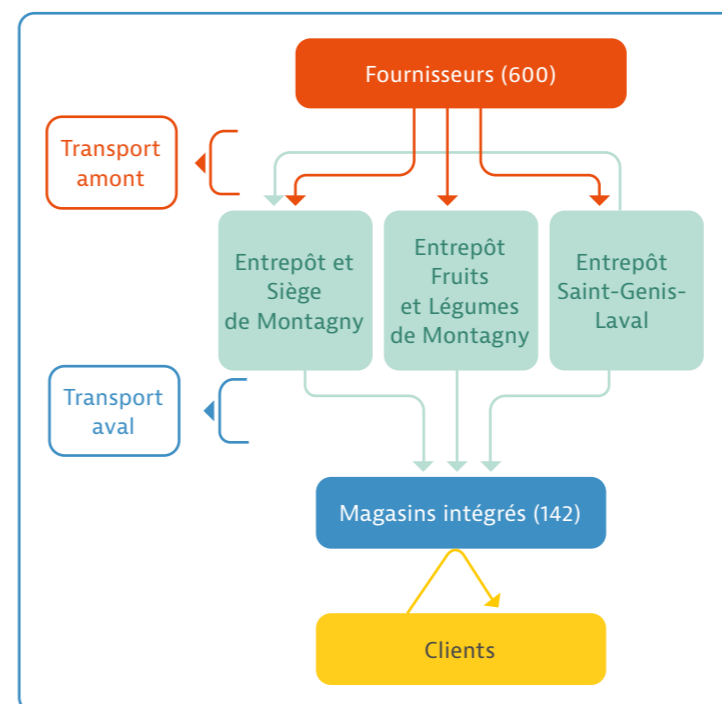 Fournisseurs (600)
Transport
amont
Entrepôt et
Siège
de Montagny
Entrepôt
Fruits
et Légumes
de Montagny
Entrepôt
Saint-Genis-
Laval
Transport
aval
Magasins intégrés (142)
Clients